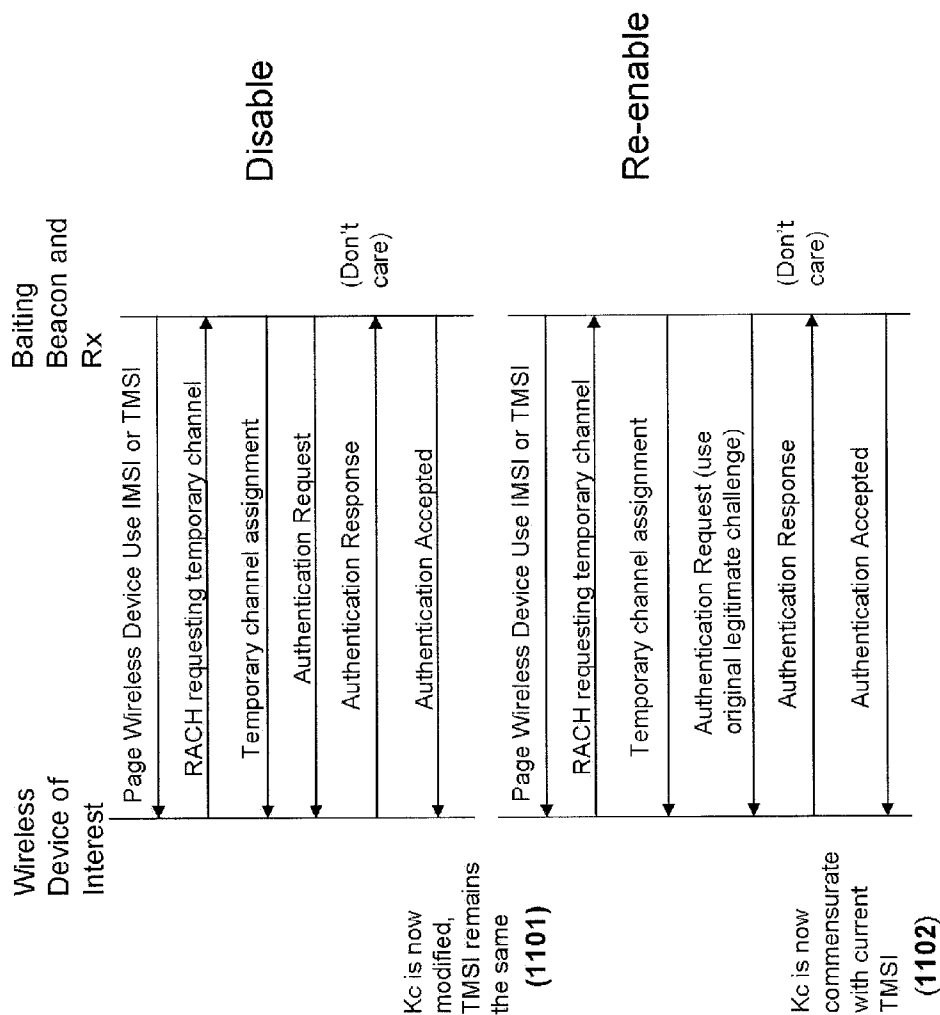 Wireless
Device of
Interest
Baiting
Beacon and
Rx
Page Wireless Device Use IMSI or TMSI
RACH requesting temporary channel
Temporary channel assignment
Authentication Request
Authentication Response
(Don't
care)
Authentication Accepted
Disable
Kc is now
modified,
TMSI remains
the same
(1101)
Page Wireless Device Use IMSI or TMSI
RACH requesting temporary channel
Temporary channel assignment
Authentication Request (use
original legitimate challenge)
Authentication Response
(Don't
care)
Authentication Accepted
Re-enable
Kc is now
commensurate
with current
TMSI
(1102)